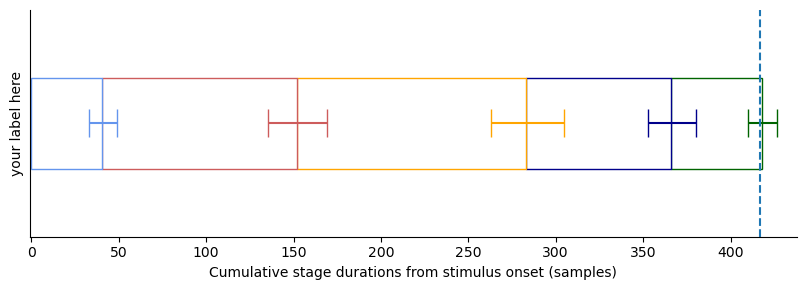 your label here
0 50 100 150 200 250 300 350 400
Cumulative stage durations from stimulus onset (samples)